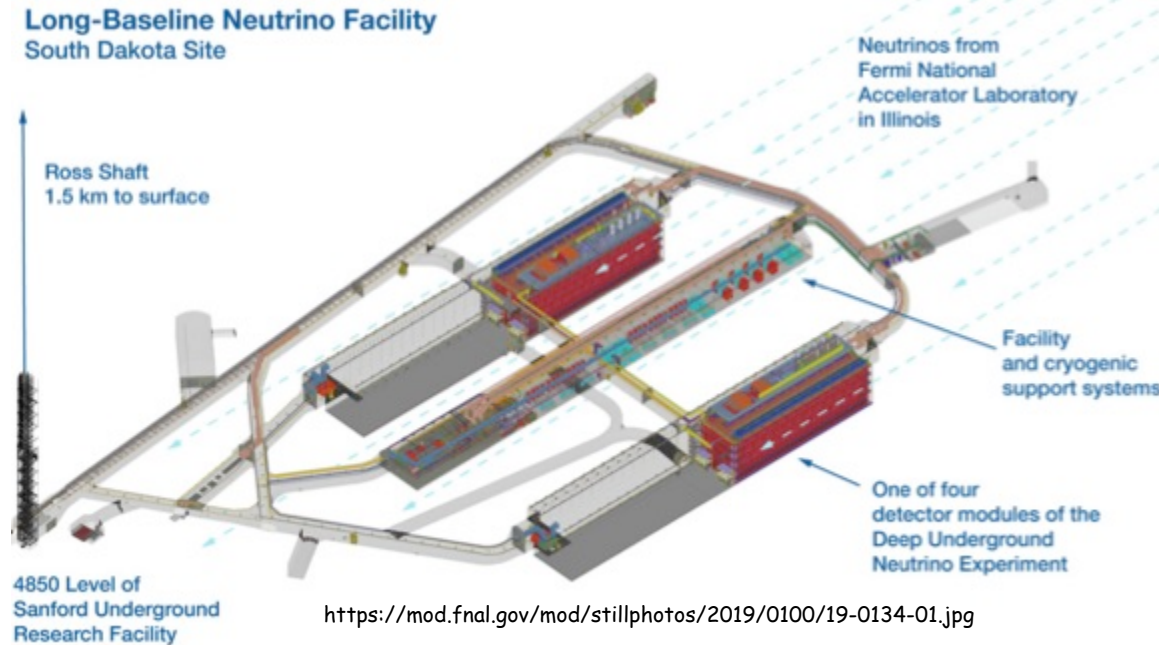 Long-Baseline Neutrino Facility
South Dakota Site
Neutrinos from
Fermi National
Accelerator Laboratory
in Illinois
Ross Shaft
1.5 km to surface
Facility
and cryogenic
support systems
One of four
detector modules of the
Deep Underground
Neutrino Experiment
4850 Level of
Sanford Underground
Research Facility
https://mod.fnal.gov/mod/stillphotos/2019/0100/19-0134-01.jpg